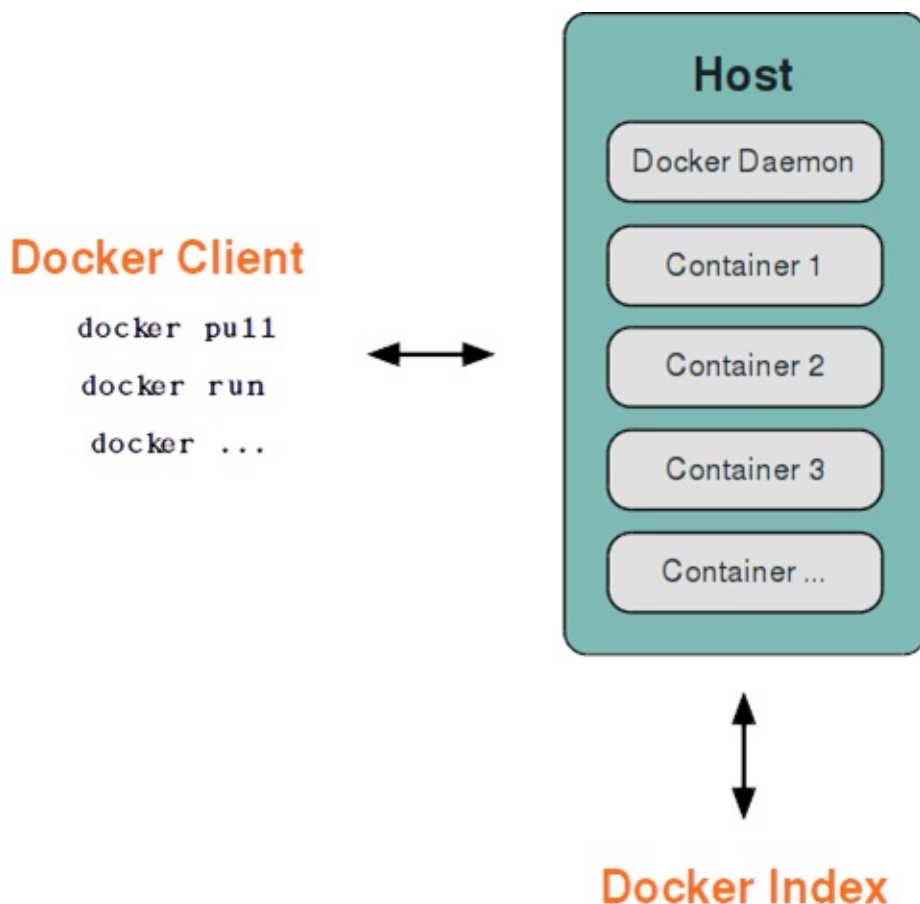 Docker Client
docker pull
docker run
docker ...
Host
Docker Daemon
Container 1
Container 2
Container 3
Container ...
Docker Index